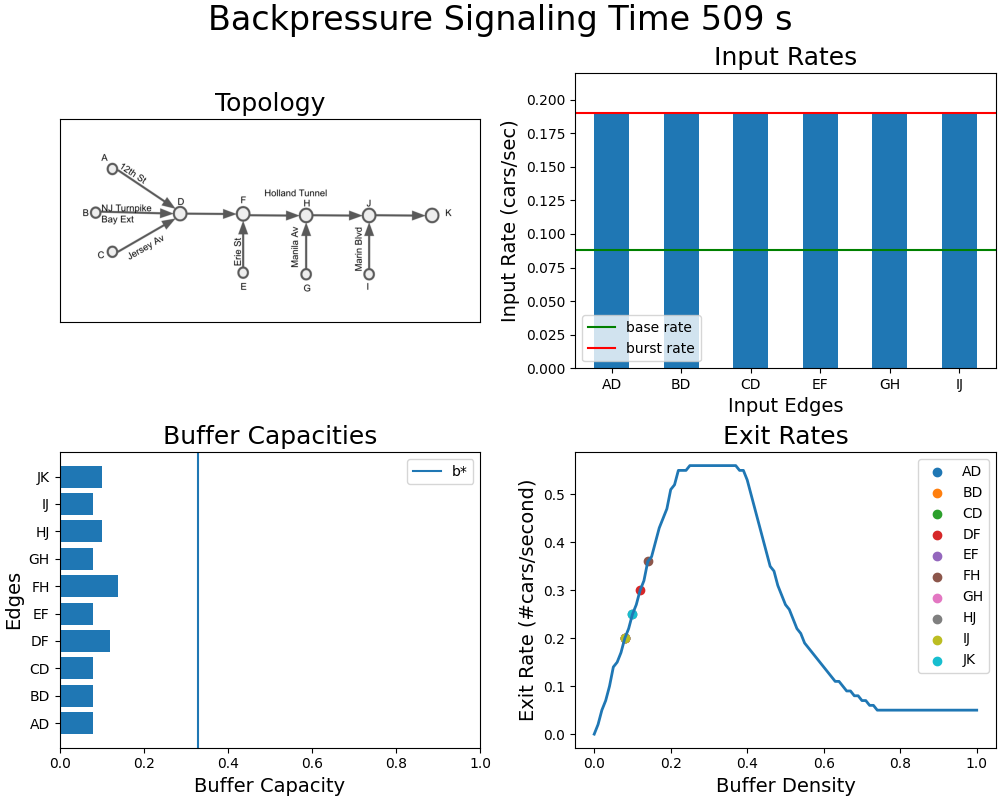 Backpressure Signaling Time 509 s
Topology
A
12th St
B
NJ Turnpike
Bay Ext
C
Jersey Av
D
F
Holland Tunnel
H
J
K
Erie St
E
Manila Av
G
Marin Blvd
I
Input Rates
Input Rate (cars/sec)
0.200
0.175
0.150
0.125
0.100
0.075
0.050
0.025
0.000
base rate
burst rate
AD BD CD EF GH IJ
Input Edges
Buffer Capacities
Edges
b*
JK
IJ
HJ
GH
FH
EF
DF
CD
BD
AD
0.0 0.2 0.4 0.6 0.8 1.0
Buffer Capacity
Exit Rates
Exit Rate (#cars/second)
0.5
0.4
0.3
0.2
0.1
0.0
AD
BD
CD
DF
EF
FH
GH
HJ
IJ
JK
0.0 0.2 0.4 0.6 0.8 1.0
Buffer Density